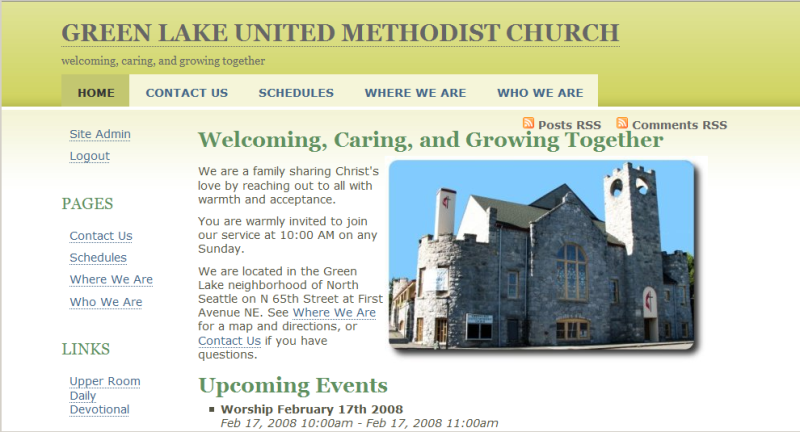 GREEN LAKE UNITED METHODIST CHURCH
welcoming, caring, and growing together
HOME CONTACT US SCHEDULES WHERE WE ARE WHO WE ARE
Posts RSS Comments RSS
Site Admin
Logout
PAGES
Contact Us
Schedules
Where We Are
Who We Are
LINKS
Upper Room
Daily
Devotional
Welcoming, Caring, and Growing Together
We are a family sharing Christ's
love by reaching out to all with
warmth and acceptance.
You are warmly invited to join
our service at 10:00 AM on any
Sunday.
We are located in the Green
Lake neighborhood of North
Seattle on N 65th Street at First
Avenue NE. See Where We Are
for a map and directions, or
Contact Us if you have
questions.
Upcoming Events
Worship February 17th 2008
Feb 17, 2008 10:00am - Feb 17, 2008 11:00am